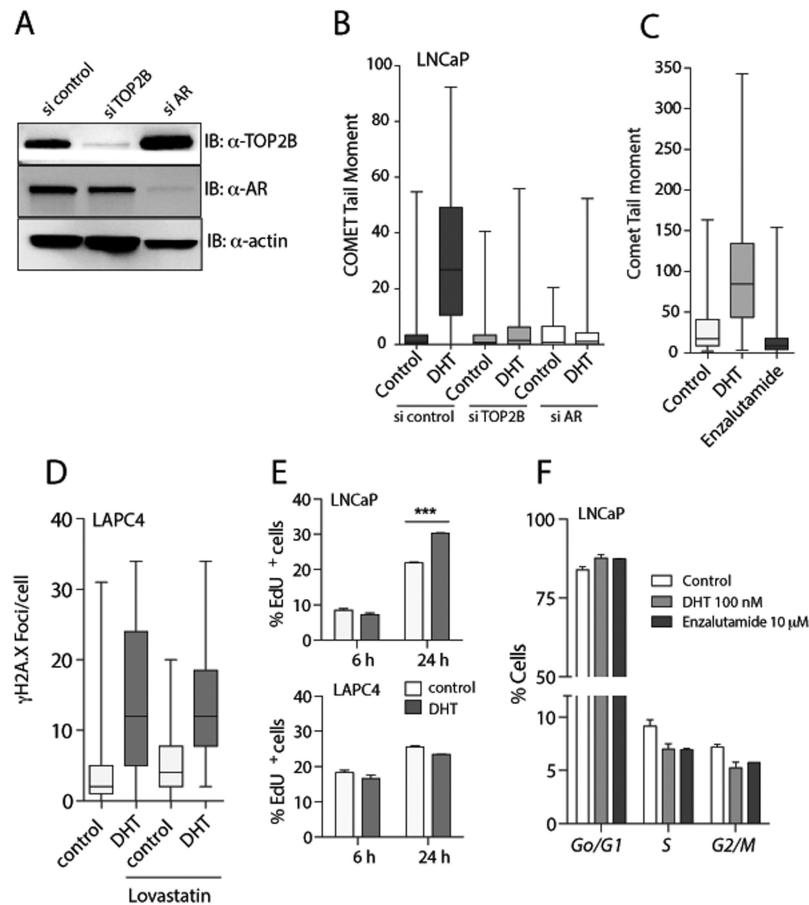 A
si control
si TOP2B
si AR
IB: α-TOP2B
IB: α-AR
IB: α-actin
B
LNCaP
COMET Tail Moment
100
80
60
40
20
0
Control
DHT
Control
DHT
Control
DHT
si control
si TOP2B
si AR
C
Comet Tail moment
350
300
250
200
150
100
50
0
Control
DHT
Enzalutamide
D
LAPC4
γH2A.X Foci/cell
40
30
20
10
0
control
DHT
control
DHT
Lovastatin
E
LNCaP
% EdU + cells
40
30
20
10
0
***
6 h
24 h
LAPC4
control
DHT
% EdU + cells
40
30
20
10
0
6 h
24 h
F
LNCaP
% Cells
100
75
50
10
5
0
Control
DHT 100 nM
Enzalutamide 10 µM
Go/G1
S
G2/M